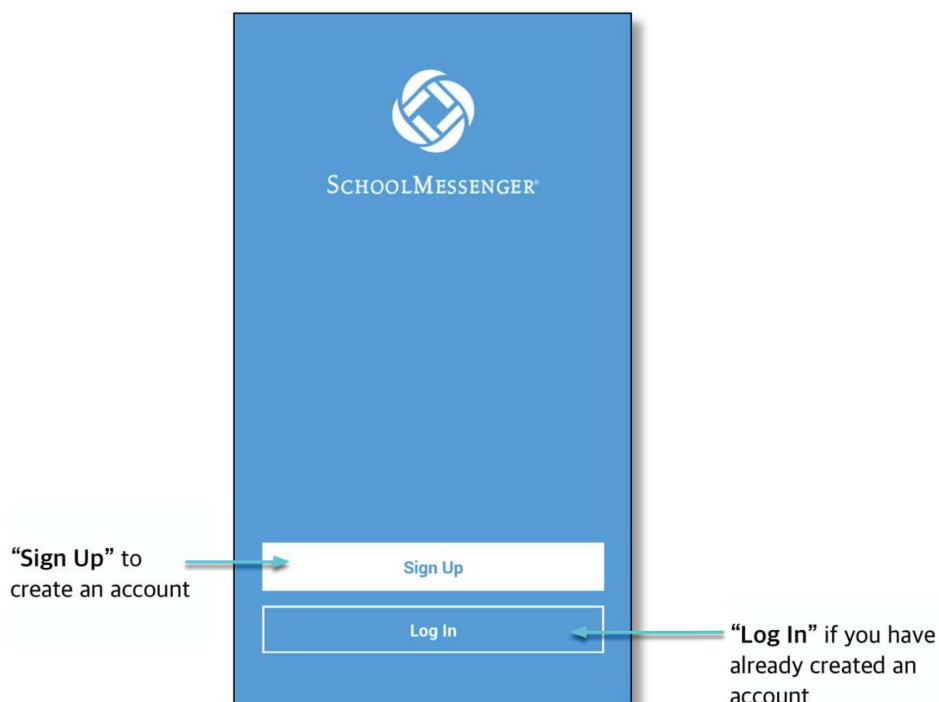 SCHOOLMESSENGER®
"Sign Up" to
create an account
Sign Up
Log In
“Log In” if you have
already created an
account